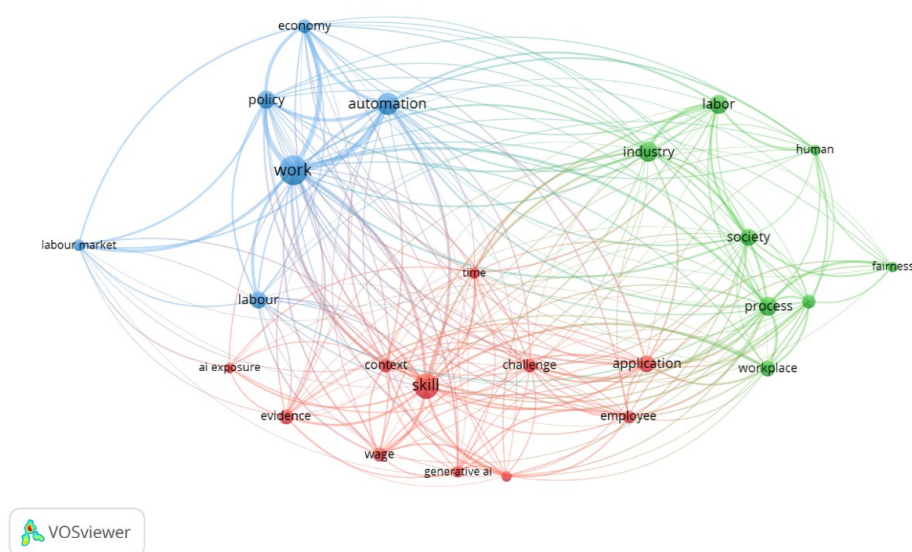 economy
policy
automation
labor
work
industry
human
labour market
society
fairness
time
labour
process
ai exposure
context
challenge
application
workplace
skill
evidence
employee
wage
generative ai
VOSviewer